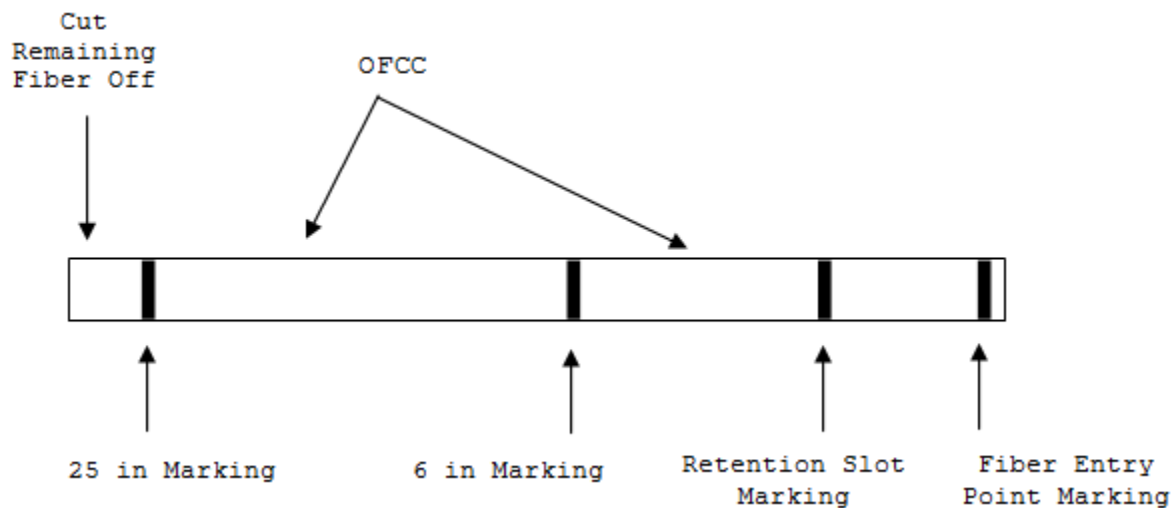 Cut
Remaining
Fiber Off
OFCC
25 in Marking
6 in Marking
Retention Slot
Marking
Fiber Entry
Point Marking